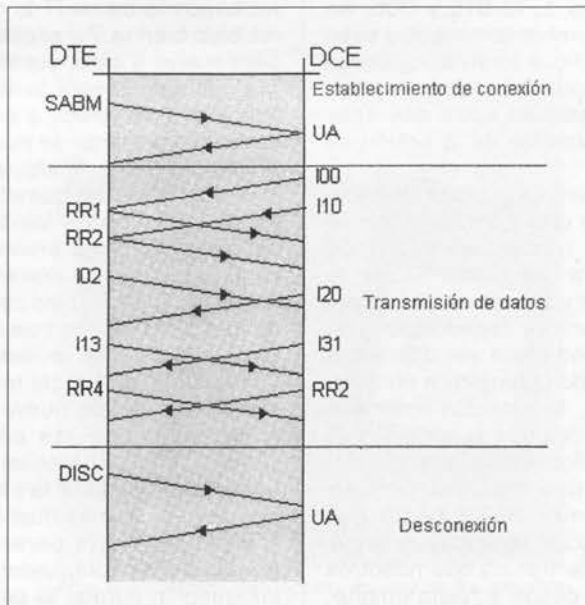 DTE DCE
Establecimiento de conexión
SABM
UA
I00
RR1 I10
RR2
I02
I20 Transmisión de datos
I13 I31
RR4 RR2
DISC
UA Desconexión